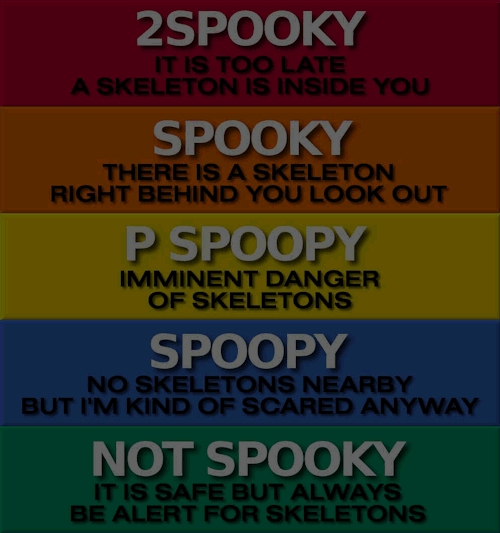 2SPOOKY
IT IS TOO LATE
A SKELETON IS INSIDE YOU
SPOOKY
THERE IS A SKELETON
RIGHT BEHIND YOU LOOK OUT
P SPOOPY
IMMINENT DANGER
OF SKELETONS
SPOOPY
NO SKELETONS NEARBY
BUT I'M KIND OF SCARED ANYWAY
NOT SPOOKY
IT IS SAFE BUT ALWAYS
BE ALERT FOR SKELETONS